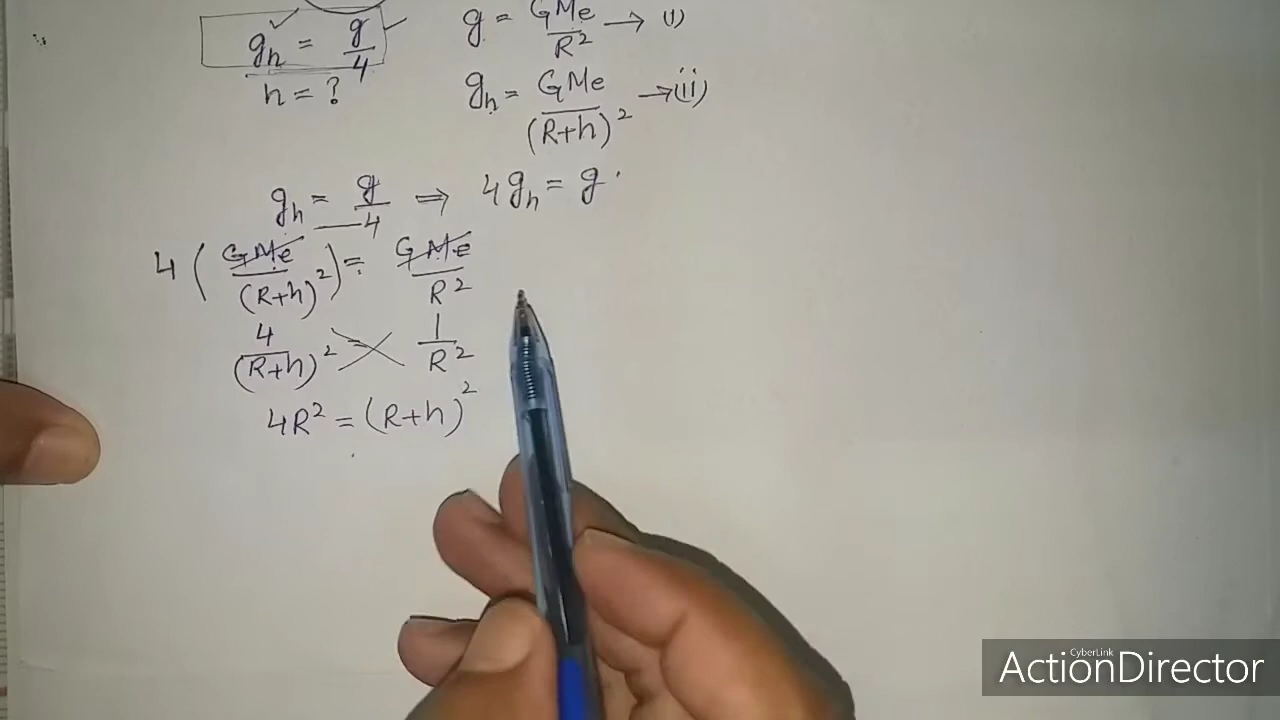 gh = g/4
h = ?
g = GMe/R² → (i)
gh = GMe/(R+h)² → (ii)
gh = g/4 ⇒ 4gh = g
4(GMe/(R+h)²) = GMe/R²
4/(R+h)² = 1/R²
4R² = (R+h)²
CyberLink
ActionDirector